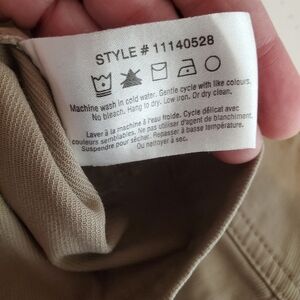 STYLE # 11140528
Machine wash in cold water. Gentle cycle with like colours.
No bleach. Hang to dry. Low iron. Or dry clean.
Laver à la machine à l'eau froide. Cycle délicat avec
couleurs semblables. Ne pas utiliser d'agent de blanchiment.
Suspendre pour sécher. Repasser à basse température.
Ou nettoyer à sec.